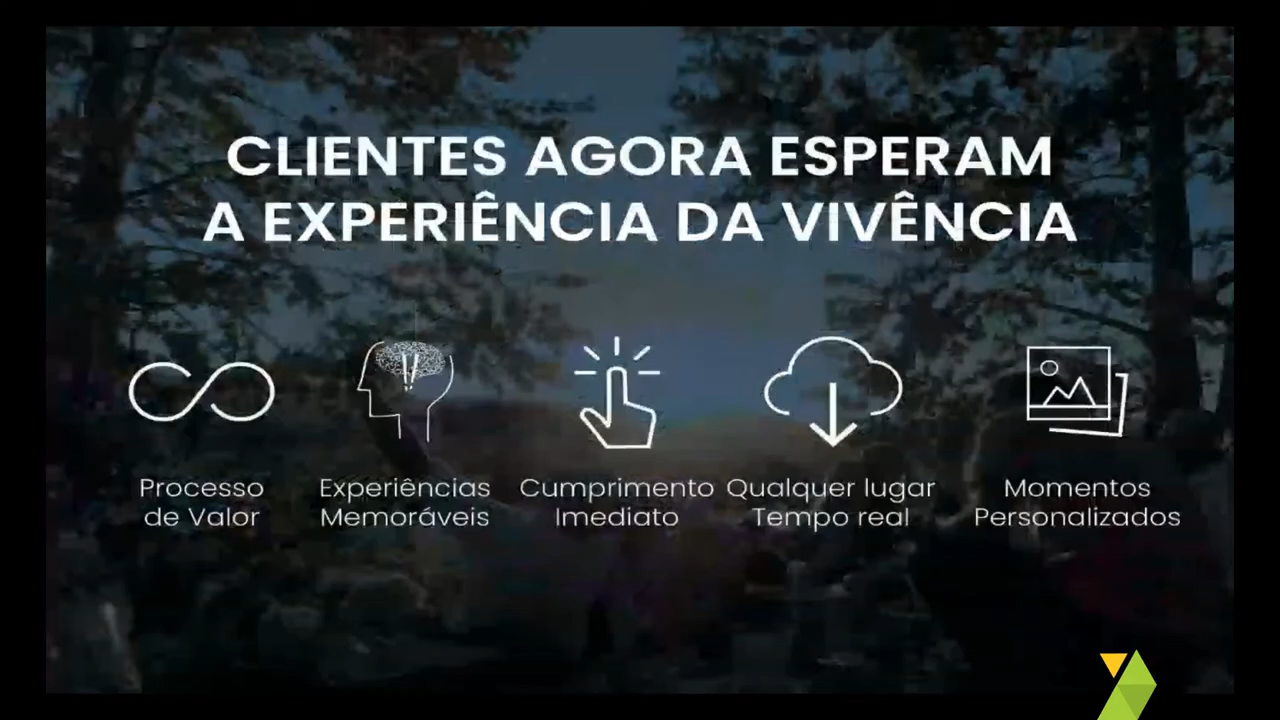 CLIENTES AGORA ESPERAM
A EXPERIÊNCIA DA VIVÊNCIA
Processo
de Valor
Experiências
Memoráveis
Cumprimento
Imediato
Qualquer lugar
Tempo real
Momentos
Personalizados